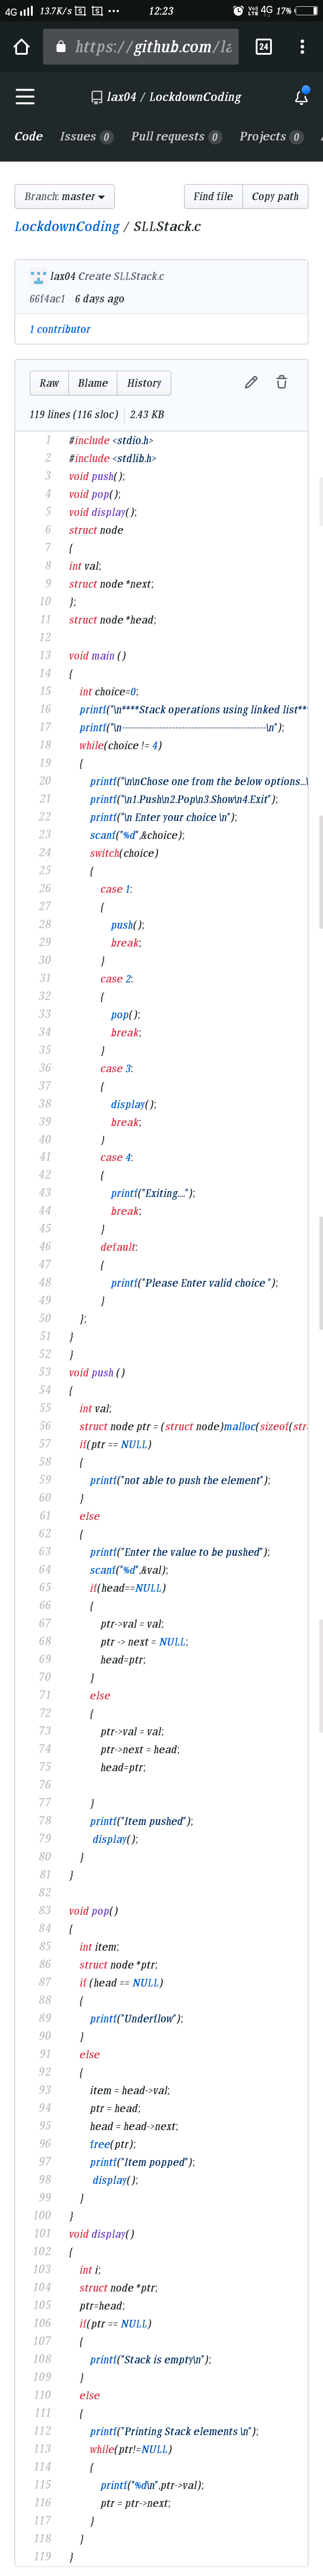 4G 13.7K/s S S ... 12:23 VoI LTE 4G 17%
https://github.com/la
24
lax04 / LockdownCoding
Code Issues 0 Pull requests 0 Projects 0
Branch: master Find file Copy path
LockdownCoding / SLLStack.c
lax04 Create SLLStack.c
66f4ac1 6 days ago
1 contributor
Raw Blame History
119 lines (116 sloc) 2.43 KB
1 #include <stdio.h>
2 #include <stdlib.h>
3 void push();
4 void pop();
5 void display();
6 struct node
7 {
8 int val;
9 struct node *next;
10 };
11 struct node *head;
12
13 void main ()
14 {
15 int choice=0;
16 printf("\n****Stack operations using linked list**
17 printf("\n----------------------------------------------\n");
18 while(choice != 4)
19 {
20 printf("\n\nChose one from the below options...\
21 printf("\n1.Push\n2.Pop\n3.Show\n4.Exit");
22 printf("\n Enter your choice \n");
23 scanf("%d",&choice);
24 switch(choice)
25 {
26 case 1:
27 {
28 push();
29 break;
30 }
31 case 2:
32 {
33 pop();
34 break;
35 }
36 case 3:
37 {
38 display();
39 break;
40 }
41 case 4:
42 {
43 printf("Exiting....");
44 break;
45 }
46 default:
47 {
48 printf("Please Enter valid choice ");
49 }
50 };
51 }
52 }
53 void push ()
54 {
55 int val;
56 struct node ptr = (struct node)malloc(sizeof(str
57 if(ptr == NULL)
58 {
59 printf("not able to push the element");
60 }
61 else
62 {
63 printf("Enter the value to be pushed");
64 scanf("%d",&val);
65 if(head==NULL)
66 {
67 ptr->val = val;
68 ptr -> next = NULL;
69 head=ptr;
70 }
71 else
72 {
73 ptr->val = val;
74 ptr->next = head;
75 head=ptr;
76
77 }
78 printf("Item pushed");
79 display();
80 }
81 }
82
83 void pop()
84 {
85 int item;
86 struct node *ptr;
87 if (head == NULL)
88 {
89 printf("Underflow");
90 }
91 else
92 {
93 item = head->val;
94 ptr = head;
95 head = head->next;
96 free(ptr);
97 printf("Item popped");
98 display();
99 }
100 }
101 void display()
102 {
103 int i;
104 struct node *ptr;
105 ptr=head;
106 if(ptr == NULL)
107 {
108 printf("Stack is empty\n");
109 }
110 else
111 {
112 printf("Printing Stack elements \n");
113 while(ptr!=NULL)
114 {
115 printf("%d\n",ptr->val);
116 ptr = ptr->next;
117 }
118 }
119 }